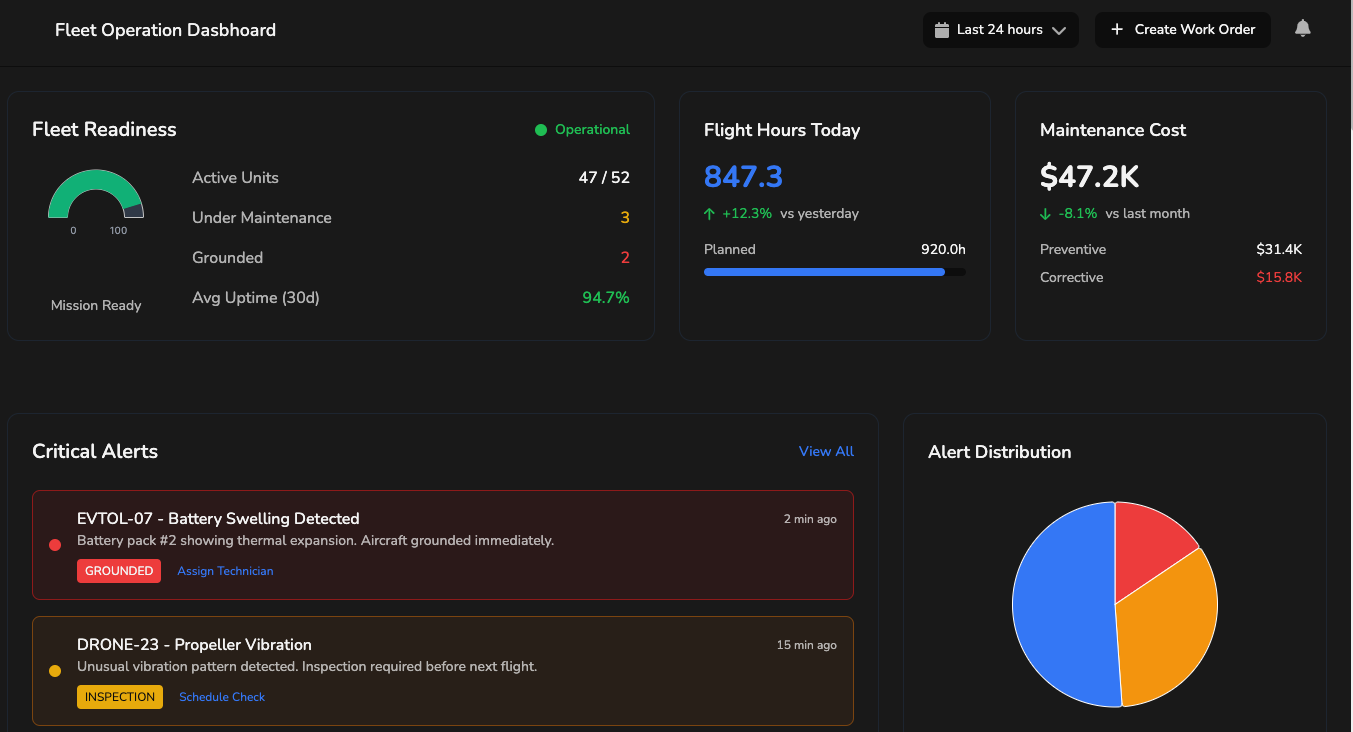 Fleet Operation Dasbhoard
Last 24 hours
Create Work Order
Fleet Readiness
Operational
0 100
Mission Ready
Active Units 47 / 52
Under Maintenance 3
Grounded 2
Avg Uptime (30d) 94.7%
Flight Hours Today
847.3
+12.3% vs yesterday
Planned 920.0h
Maintenance Cost
$47.2K
-8.1% vs last month
Preventive $31.4K
Corrective $15.8K
Critical Alerts View All
EVTOL-07 - Battery Swelling Detected 2 min ago
Battery pack #2 showing thermal expansion. Aircraft grounded immediately.
GROUNDED Assign Technician
DRONE-23 - Propeller Vibration 15 min ago
Unusual vibration pattern detected. Inspection required before next flight.
INSPECTION Schedule Check
Alert Distribution